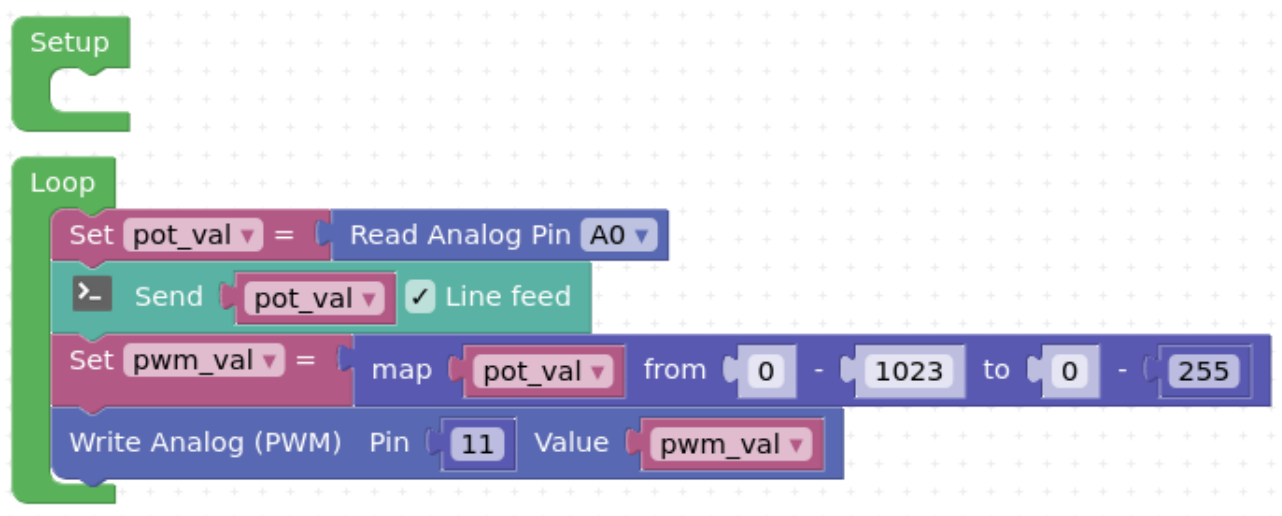 Setup
Loop
Set pot_val ▾ = Read Analog Pin A0 ▾
>_ Send pot_val ▾ ✓ Line feed
Set pwm_val ▾ = map pot_val ▾ from 0 - 1023 to 0 - 255
Write Analog (PWM) Pin 11 Value pwm_val ▾